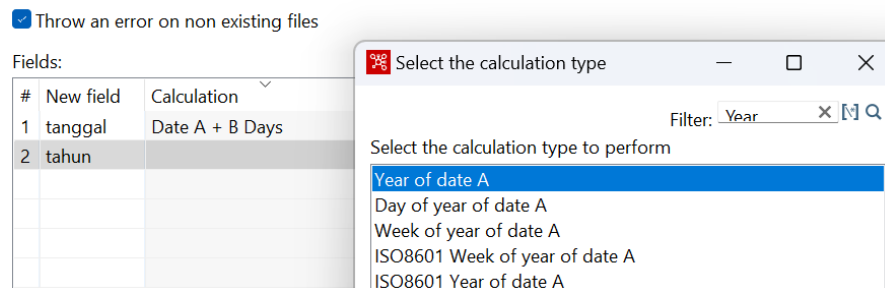 Throw an error on non existing files
Fields:
# New field Calculation
1 tanggal Date A + B Days
2 tahun
Select the calculation type
Filter: Year
Select the calculation type to perform
Year of date A
Day of year of date A
Week of year of date A
ISO8601 Week of year of date A
ISO8601 Year of date A